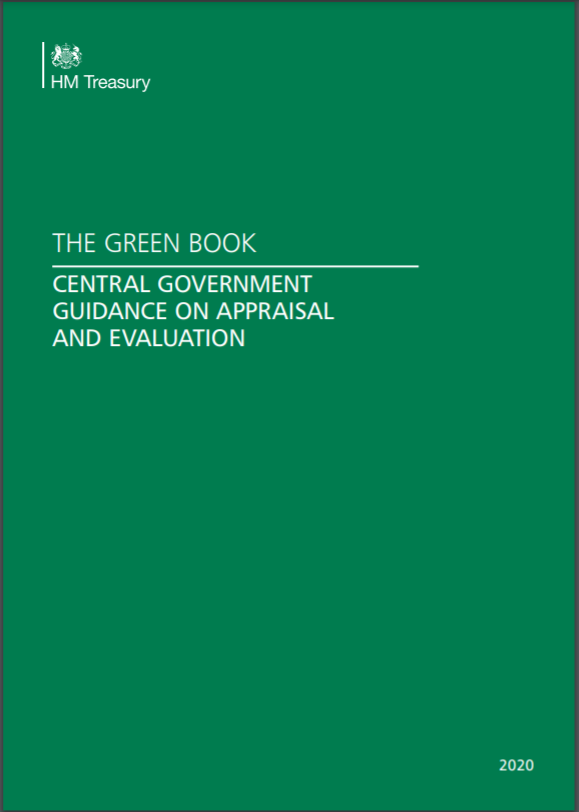 HM Treasury
THE GREEN BOOK
CENTRAL GOVERNMENT
GUIDANCE ON APPRAISAL
AND EVALUATION
2020